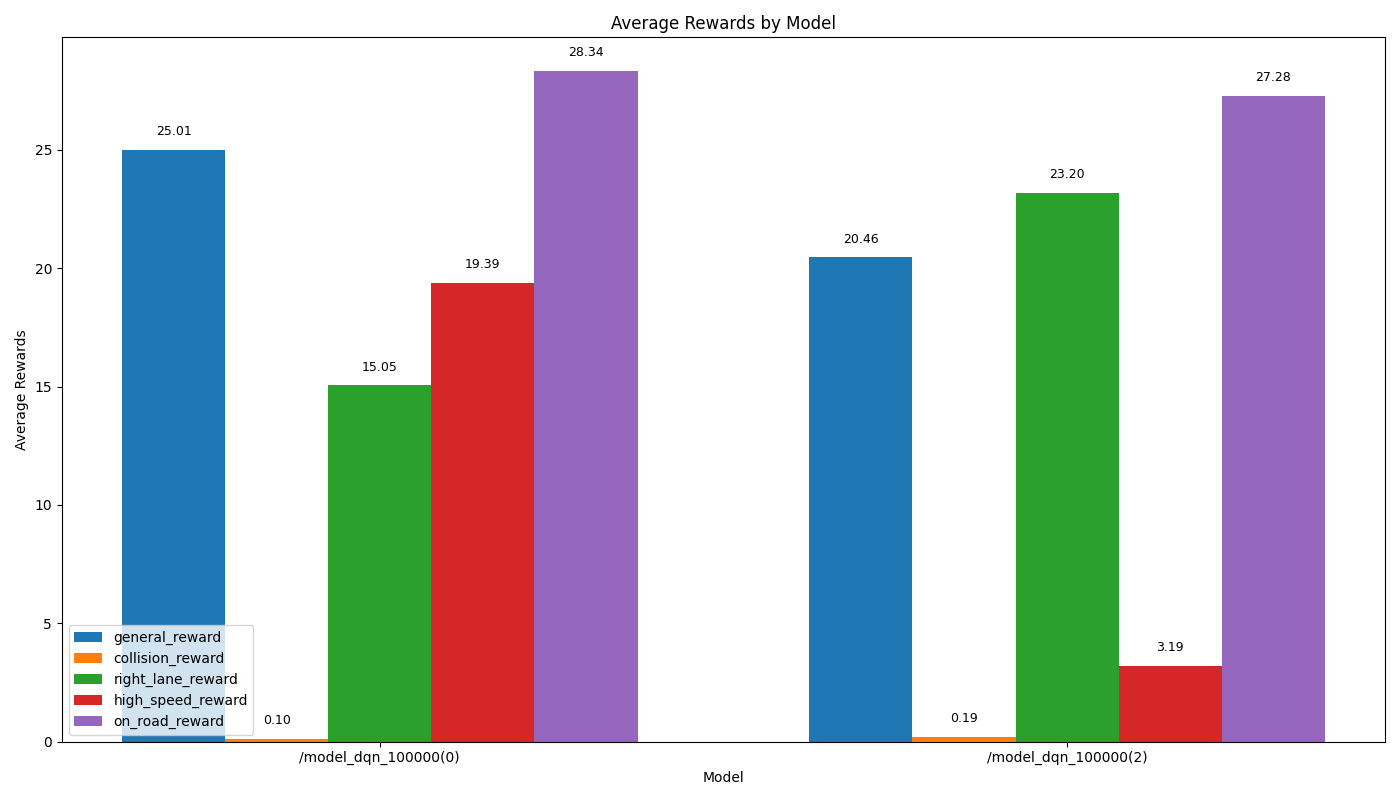 Average Rewards by Model
28.34
27.28
25.01
23.20
20.46
19.39
15.05
3.19
0.10
0.19
25
20
15
10
5
0
Average Rewards
general_reward
collision_reward
right_lane_reward
high_speed_reward
on_road_reward
/model_dqn_100000(0)
/model_dqn_100000(2)
Model